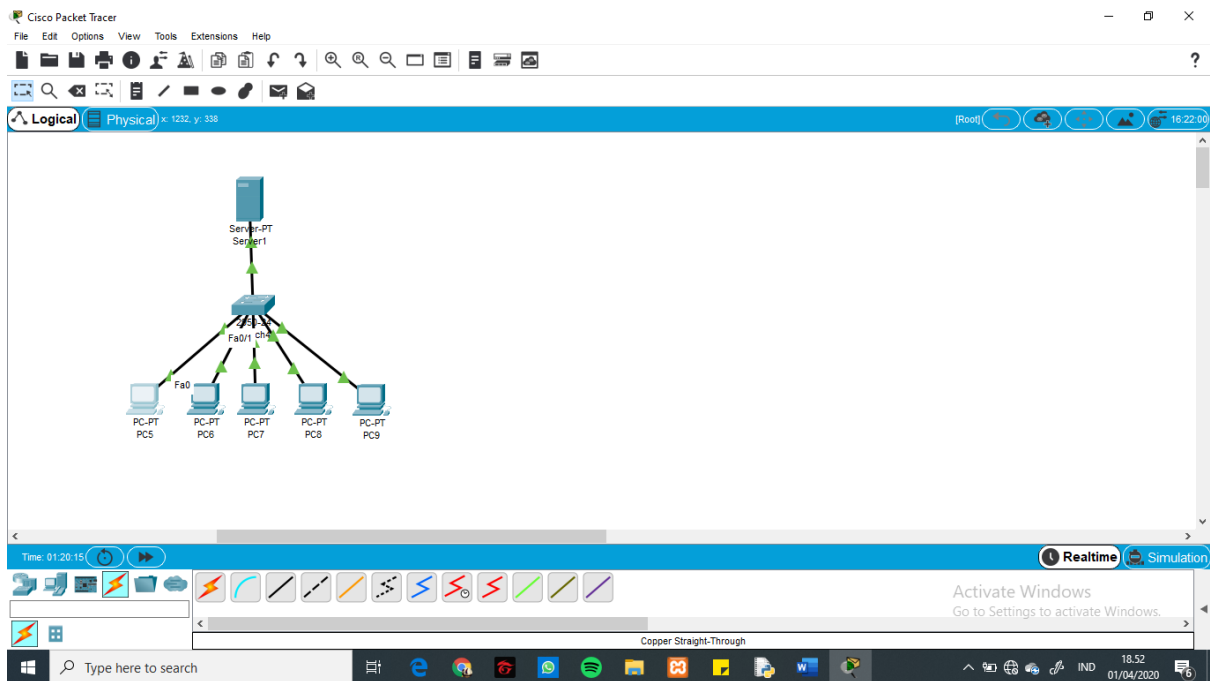 Cisco Packet Tracer
File Edit Options View Tools Extensions Help
?
Logical Physical x: 1232, y: 338 [Root] 16:22:00
Server-PT
Server1
2950-24
Fa0/1
Fa0
PC-PT PC-PT PC-PT PC-PT PC-PT
PC5 PC6 PC7 PC8 PC9
Time: 01:20:15 Realtime Simulation
Activate Windows
Go to Settings to activate Windows.
Copper Straight-Through
Type here to search IND 18.52
01/04/2020 6